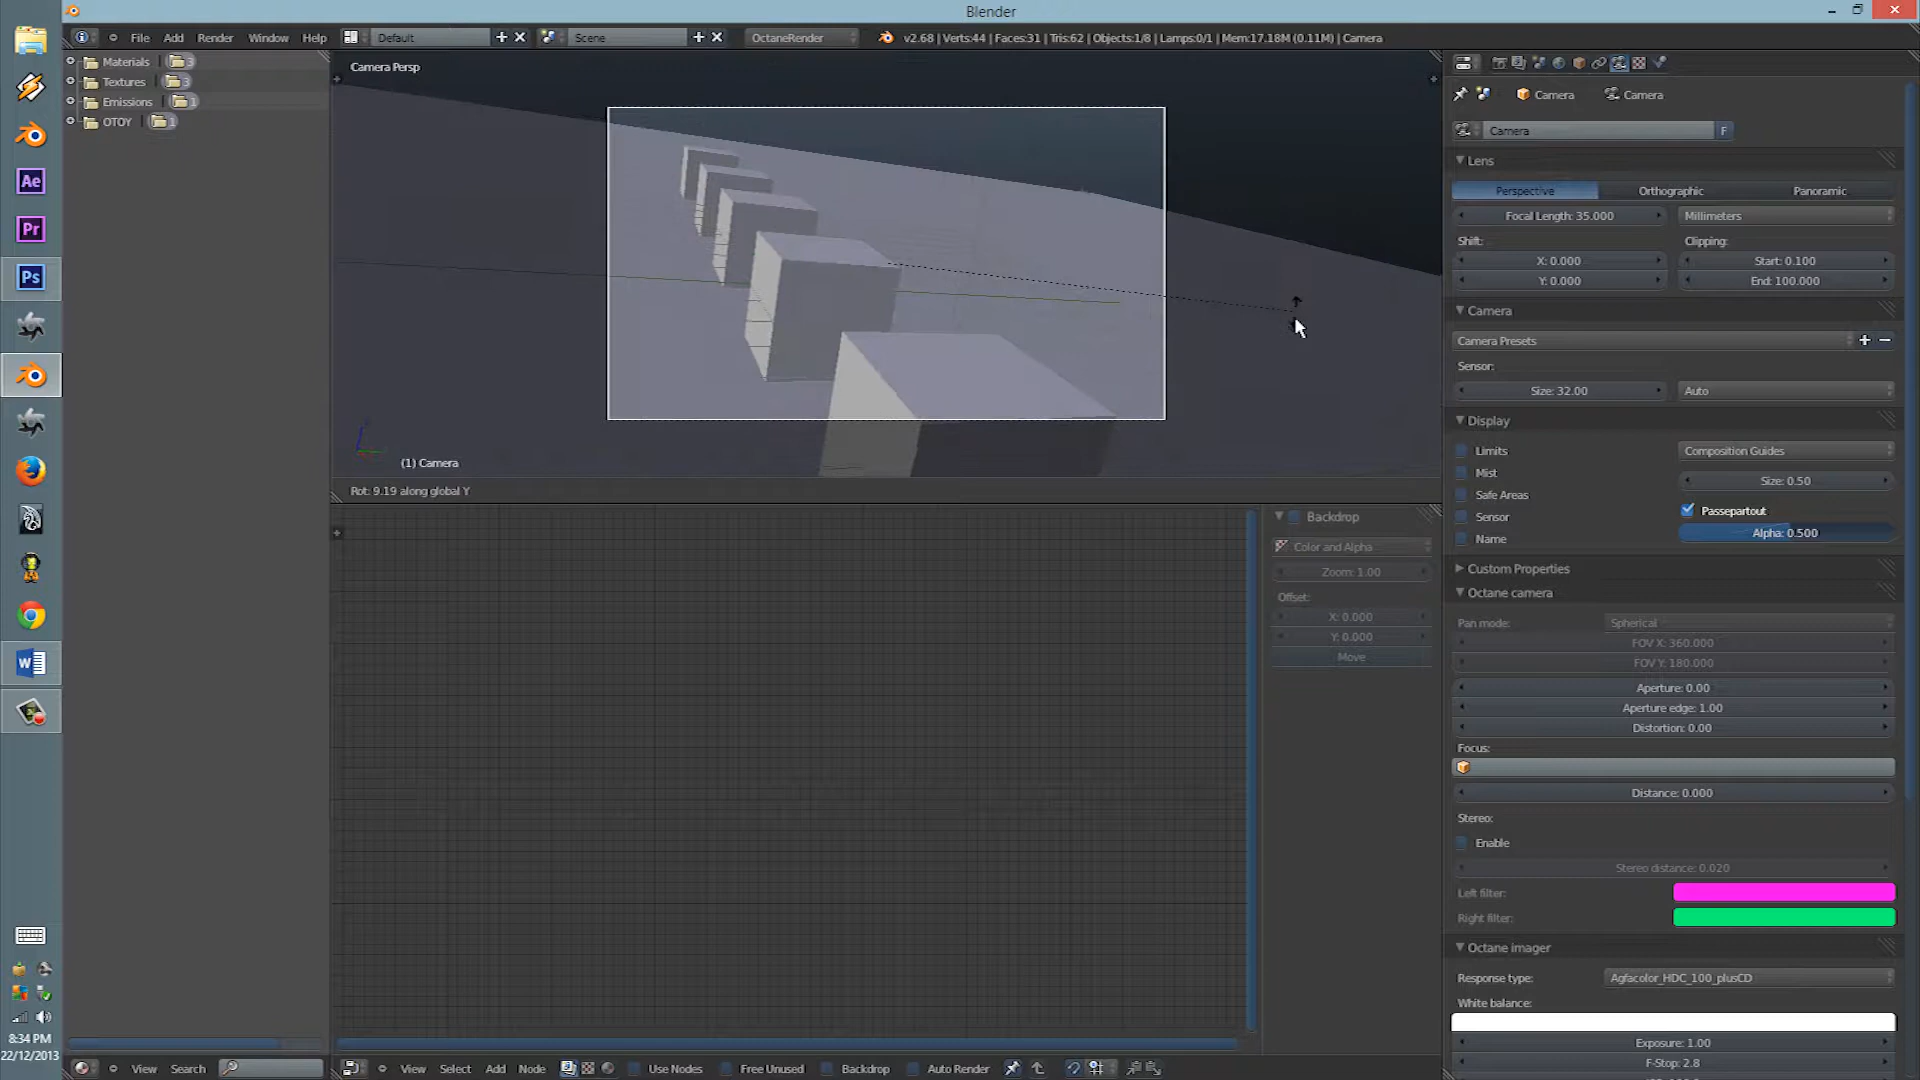 Blender
File Add Render Window Help
Default
Scene
OctaneRender
v2.68 | Verts:44 | Faces:31 | Tris:62 | Objects:1/8 | Lamps:0/1 | Mem:17.18M (0.11M) | Camera
Materials 3
Textures 3
Emissions 1
OTOY 1
Camera Persp
(1) Camera
Rot: 9.19 along global Y
Camera Camera
Camera F
Lens
Perspective Orthographic Panoramic
Focal Length: 35.000 Millimeters
Shift: Clipping:
X: 0.000 Start: 0.100
Y: 0.000 End: 100.000
Camera
Camera Presets
Sensor:
Size: 32.00 Auto
Display
Limits Composition Guides
Mist Size: 0.50
Safe Areas
Sensor Passepartout
Name Alpha: 0.500
Custom Properties
Octane camera
Pan mode: Spherical
FOV X: 360.000
FOV Y: 180.000
Aperture: 0.00
Aperture edge: 1.00
Distortion: 0.00
Focus:
Distance: 0.000
Stereo:
Enable
Stereo distance: 0.020
Left filter:
Right filter:
Octane imager
Response type: Agfacolor_HDC_100_plusCD
White balance:
Exposure: 1.00
F-Stop: 2.8
Backdrop
Color and Alpha
Zoom: 1.00
Offset:
X: 0.000
Y: 0.000
Move
Ae
Pr
Ps
W
8:34 PM
22/12/2013
View Search
View Select Add Node Use Nodes Free Unused Backdrop Auto Render